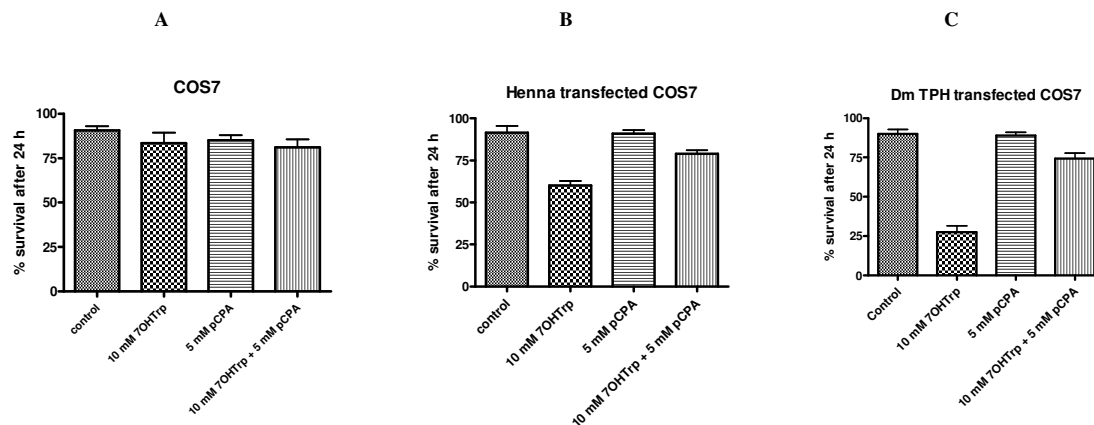 A
B
C
COS7
% survival after 24 h
100
75
50
25
0
control
10 mM 7OHTrp
5 mM pCPA
10 mM 7OHTrp + 5 mM pCPA
Henna transfected COS7
% survival after 24 h
100
75
50
25
0
control
10 mM 7OHTrp
5 mM pCPA
10 mM 7OHTrp + 5 mM pCPA
Dm TPH transfected COS7
% survival after 24 h
100
75
50
25
0
Control
10 mM 7OHTrp
5 mM pCPA
10 mM 7OHTrp + 5 mM pCPA